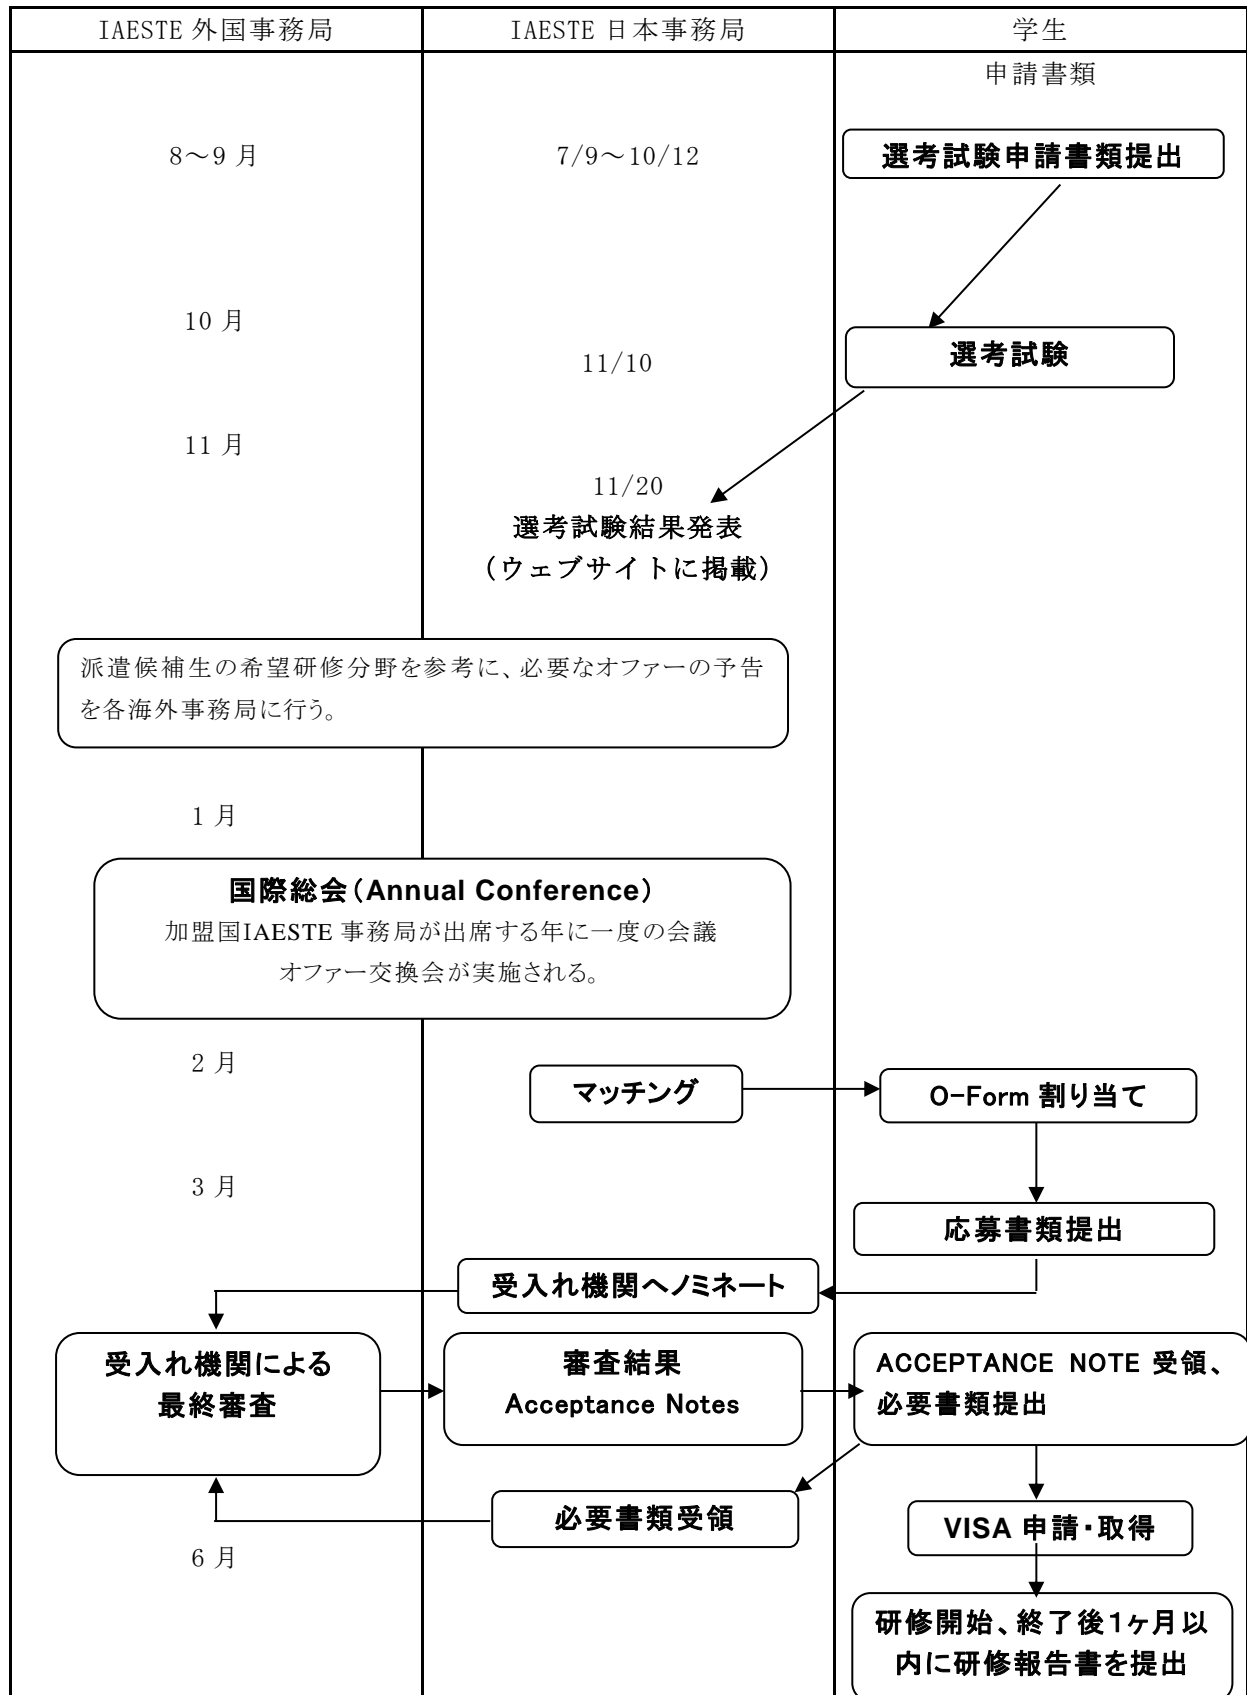 IAESTE 外国事務局
IAESTE 日本事務局
学生
申請書類
8～9 月
7/9～10/12
選考試験申請書類提出
10 月
選考試験
11/10
11 月
11/20
選考試験結果発表
（ウェブサイトに掲載）
派遣候補生の希望研修分野を参考に、必要なオファーの予告
を各海外事務局に行う。
1 月
国際総会（Annual Conference）
加盟国IAESTE 事務局が出席する年に一度の会議
オファー交換会が実施される。
2 月
マッチング
O-Form 割り当て
3 月
応募書類提出
受入れ機関へノミネート
受入れ機関による
最終審査
審査結果
Acceptance Notes
ACCEPTANCE NOTE 受領、
必要書類提出
必要書類受領
VISA 申請・取得
6 月
研修開始、終了後1ヶ月以
内に研修報告書を提出